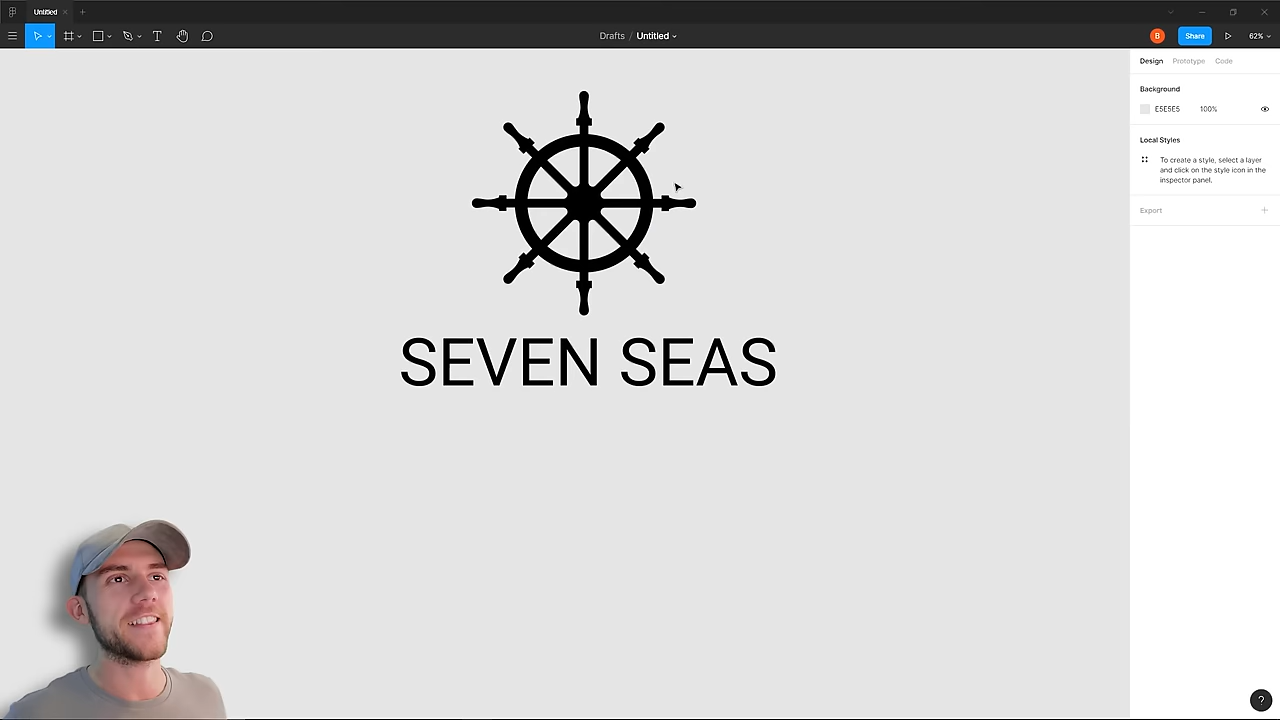 Untitled
Drafts / Untitled
B
Share
62%
Design Prototype Code
Background
E5E5E5 100%
Local Styles
To create a style, select a layer
and click on the style icon in the
inspector panel.
Export
SEVEN SEAS
?